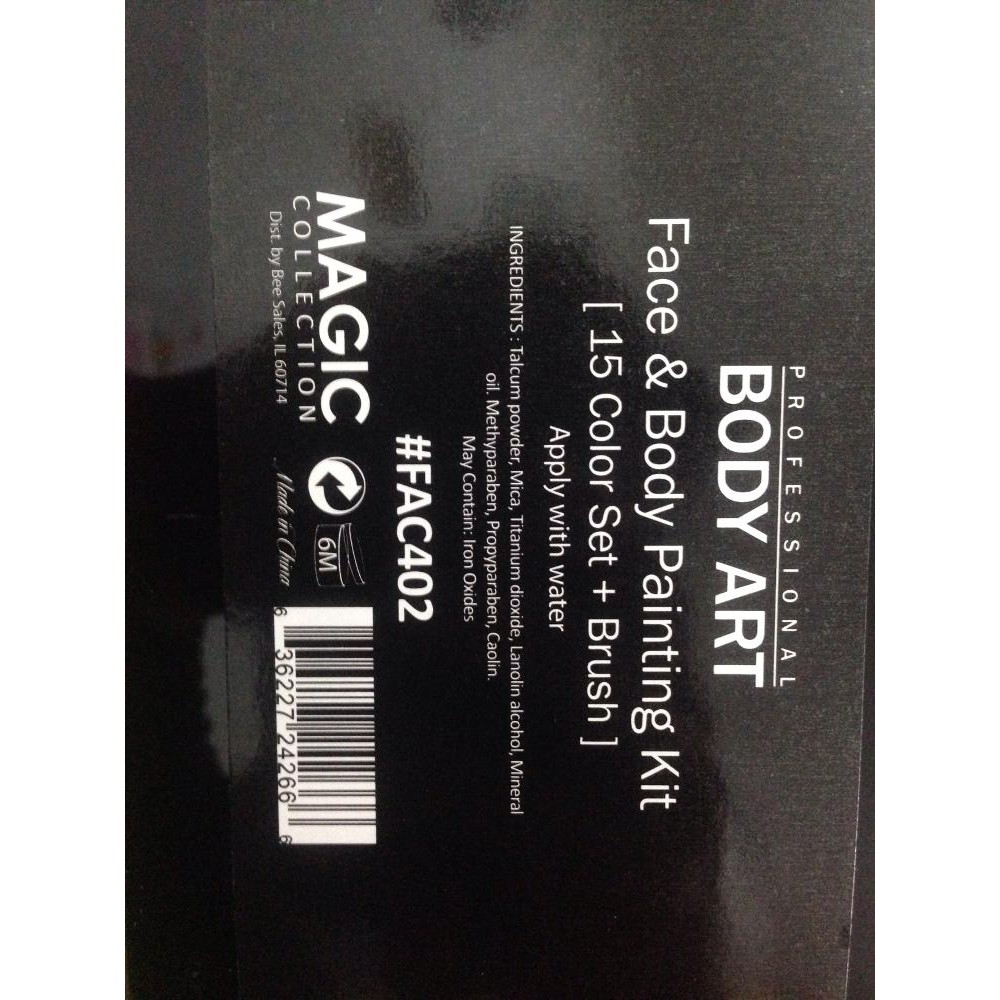 PROFESSIONAL
BODY ART
Face & Body Painting Kit
[ 15 Color Set + Brush ]
Apply with water
INGREDIENTS : Talcum powder, Mica, Titanium dioxide, Lanolin alcohol, Mineral
oil. Methyparaben, Propyparaben, Caolin.
May Contain: Iron Oxides
#FAC402
MAGIC
COLLECTION
Dist. by Bee Sales, IL 60714
6M
Made in China
6 36227 24266 6